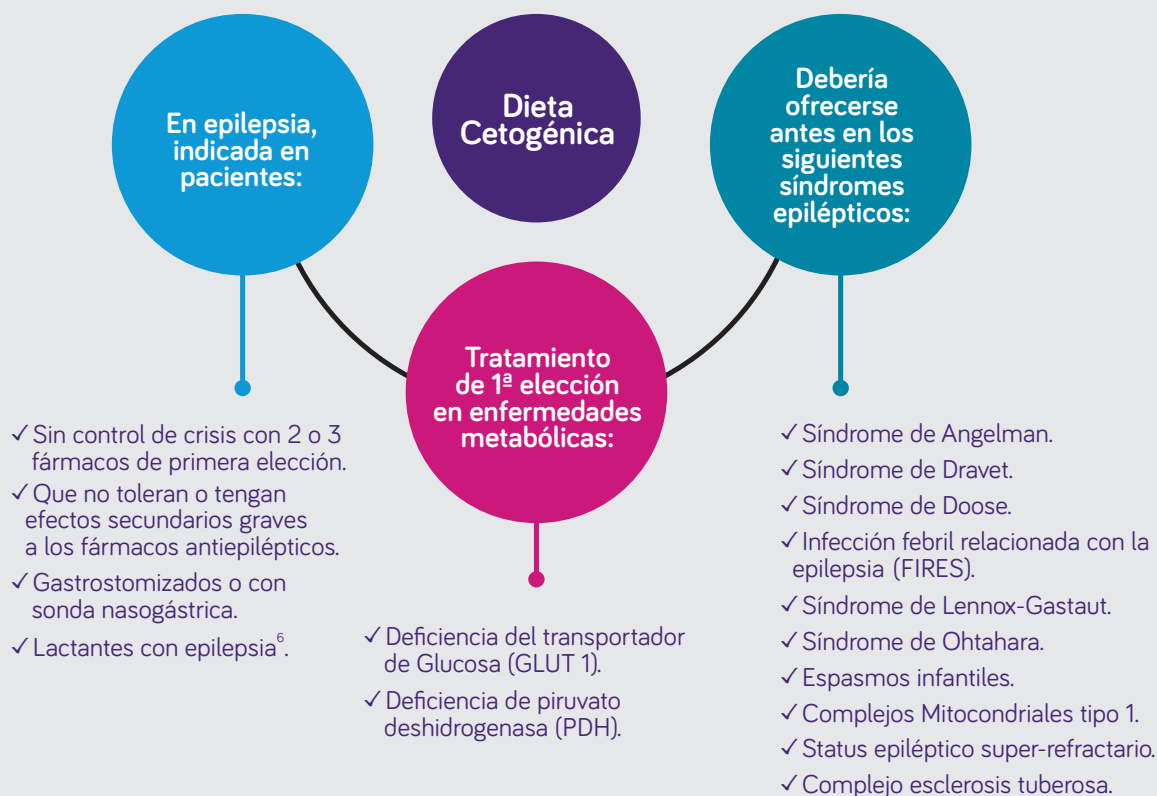 En epilepsia,
indicada en
pacientes:
✓ Sin control de crisis con 2 o 3
fármacos de primera elección.
✓ Que no toleran o tengan
efectos secundarios graves
a los fármacos antiepilépticos.
✓ Gastrostomizados o con
sonda nasogástrica.
✓ Lactantes con epilepsia⁶.
Dieta
Cetogénica
Tratamiento
de 1ª elección
en enfermedades
metabólicas:
✓ Deficiencia del transportador
de Glucosa (GLUT 1).
✓ Deficiencia de piruvato
deshidrogenasa (PDH).
Debería
ofrecerse
antes en los
siguientes
síndromes
epilépticos:
✓ Síndrome de Angelman.
✓ Síndrome de Dravet.
✓ Síndrome de Doose.
✓ Infección febril relacionada con la
epilepsia (FIRES).
✓ Síndrome de Lennox-Gastaut.
✓ Síndrome de Ohtahara.
✓ Espasmos infantiles.
✓ Complejos Mitocondriales tipo 1.
✓ Status epiléptico super-refractario.
✓ Complejo esclerosis tuberosa.